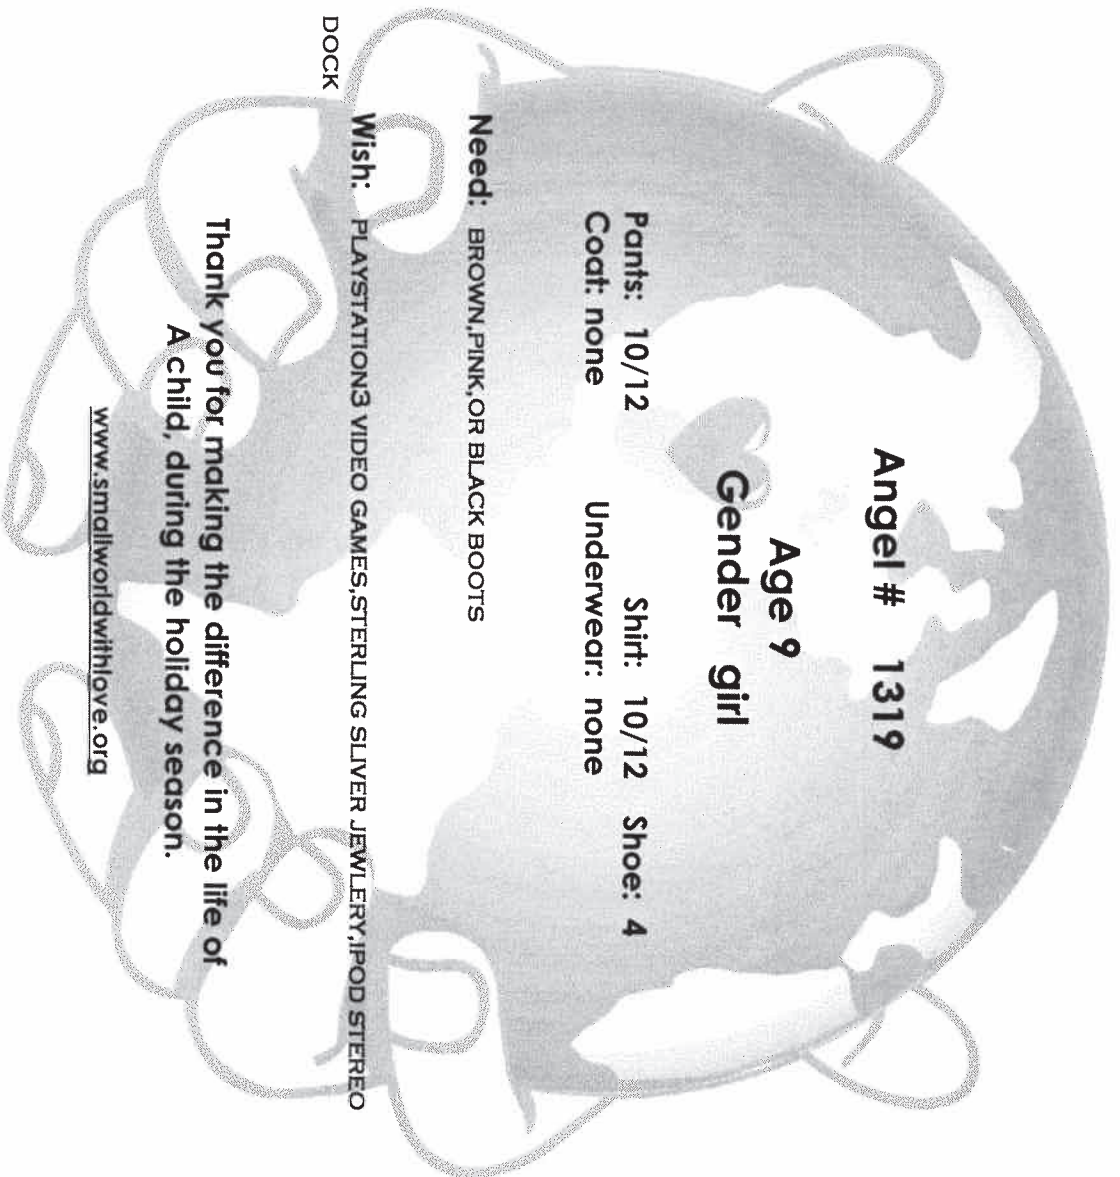 Angel # 1319
Age 9
Gender girl
Pants: 10/12 Shirt: 10/12 Shoe: 4
Coat: none Underwear: none
Need: BROWN,PINK,OR BLACK BOOTS
Wish: PLAYSTATION3 VIDEO GAMES,STERLING SLIVER JEWLERY,IPOD STEREO
DOCK
Thank you for making the difference in the life of
A child, during the holiday season.
www.smallworldwithlove.org